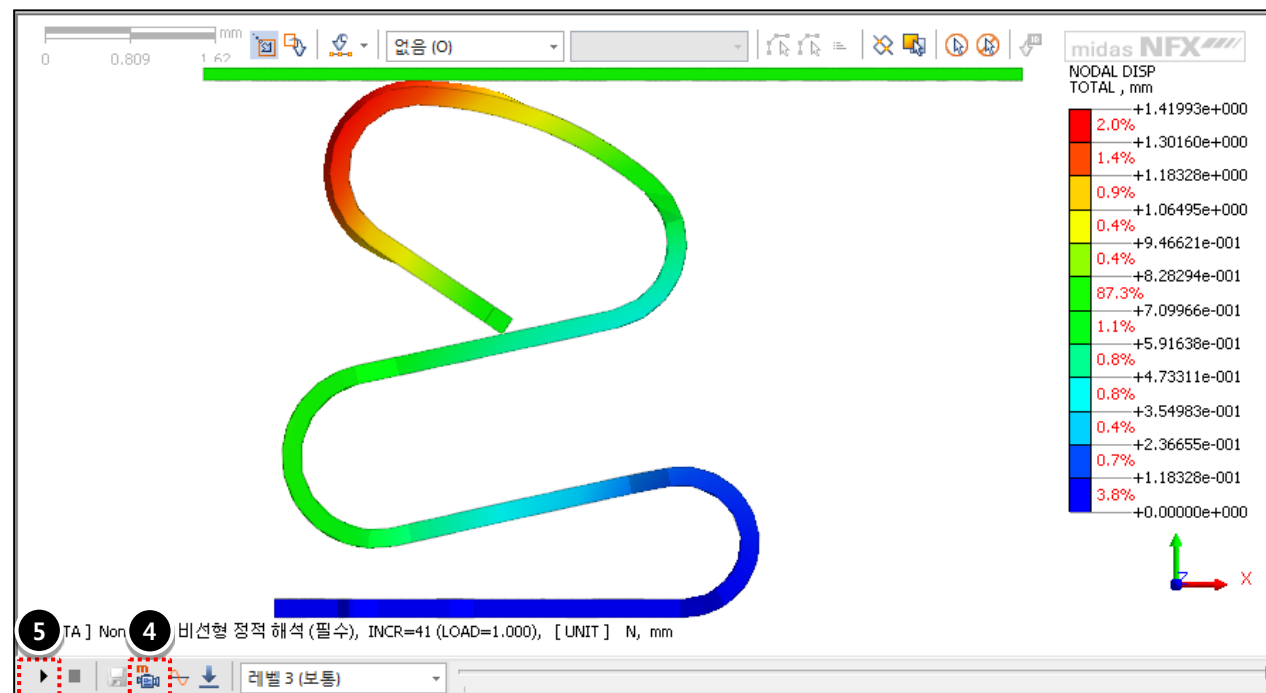 mm
0 0.809 1.62
없음 (0)
midas NFX
NODAL DISP
TOTAL , mm
+1.41993e+000
2.0%
+1.30160e+000
1.4%
+1.18328e+000
0.9%
+1.06495e+000
0.4%
+9.46621e-001
0.4%
+8.28294e-001
87.3%
+7.09966e-001
1.1%
+5.91638e-001
0.8%
+4.73311e-001
0.8%
+3.54983e-001
0.4%
+2.36655e-001
0.7%
+1.18328e-001
3.8%
+0.00000e+000
Z X
5 TA ] Non 4 비선형 정적 해석 (필수), INCR=41 (LOAD=1.000), [ UNIT ] N, mm
m
레벨 3 (보통)